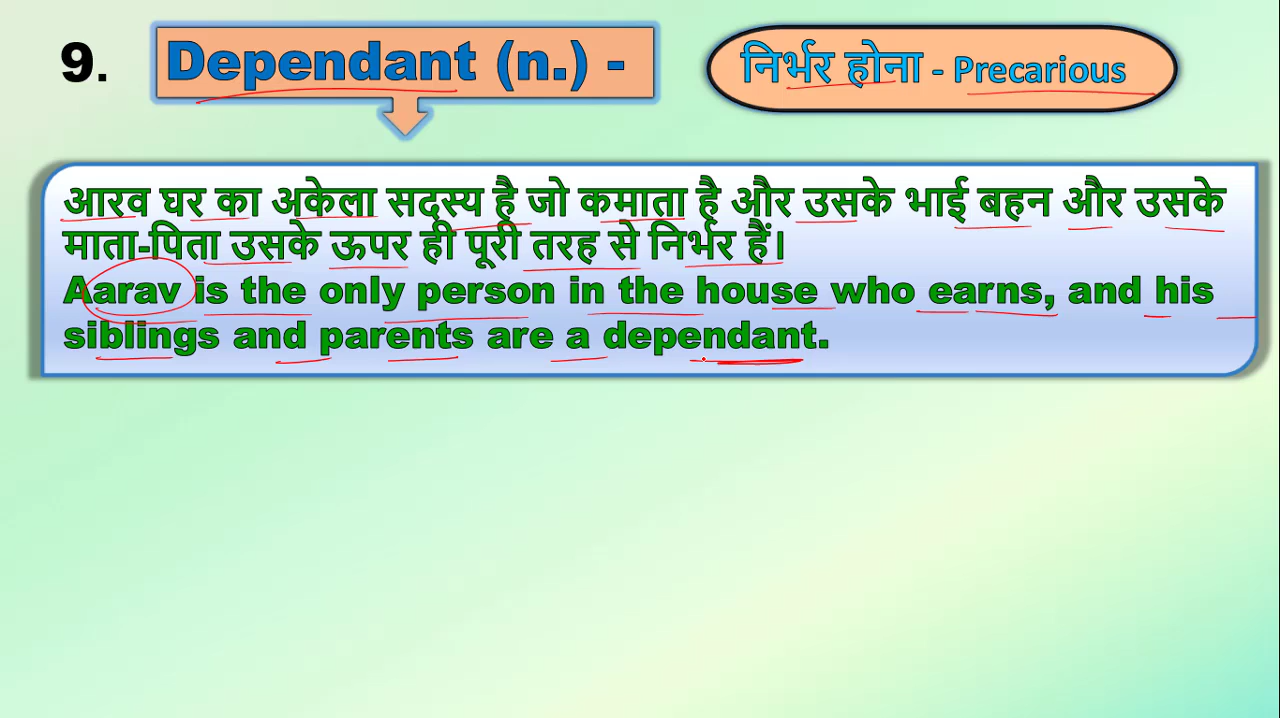 9. Dependant (n.) - निर्भर होना - Precarious
आरव घर का अकेला सदस्य है जो कमाता है और उसके भाई बहन और उसके
माता-पिता उसके ऊपर ही पूरी तरह से निर्भर हैं।
Aarav is the only person in the house who earns, and his
siblings and parents are a dependant.